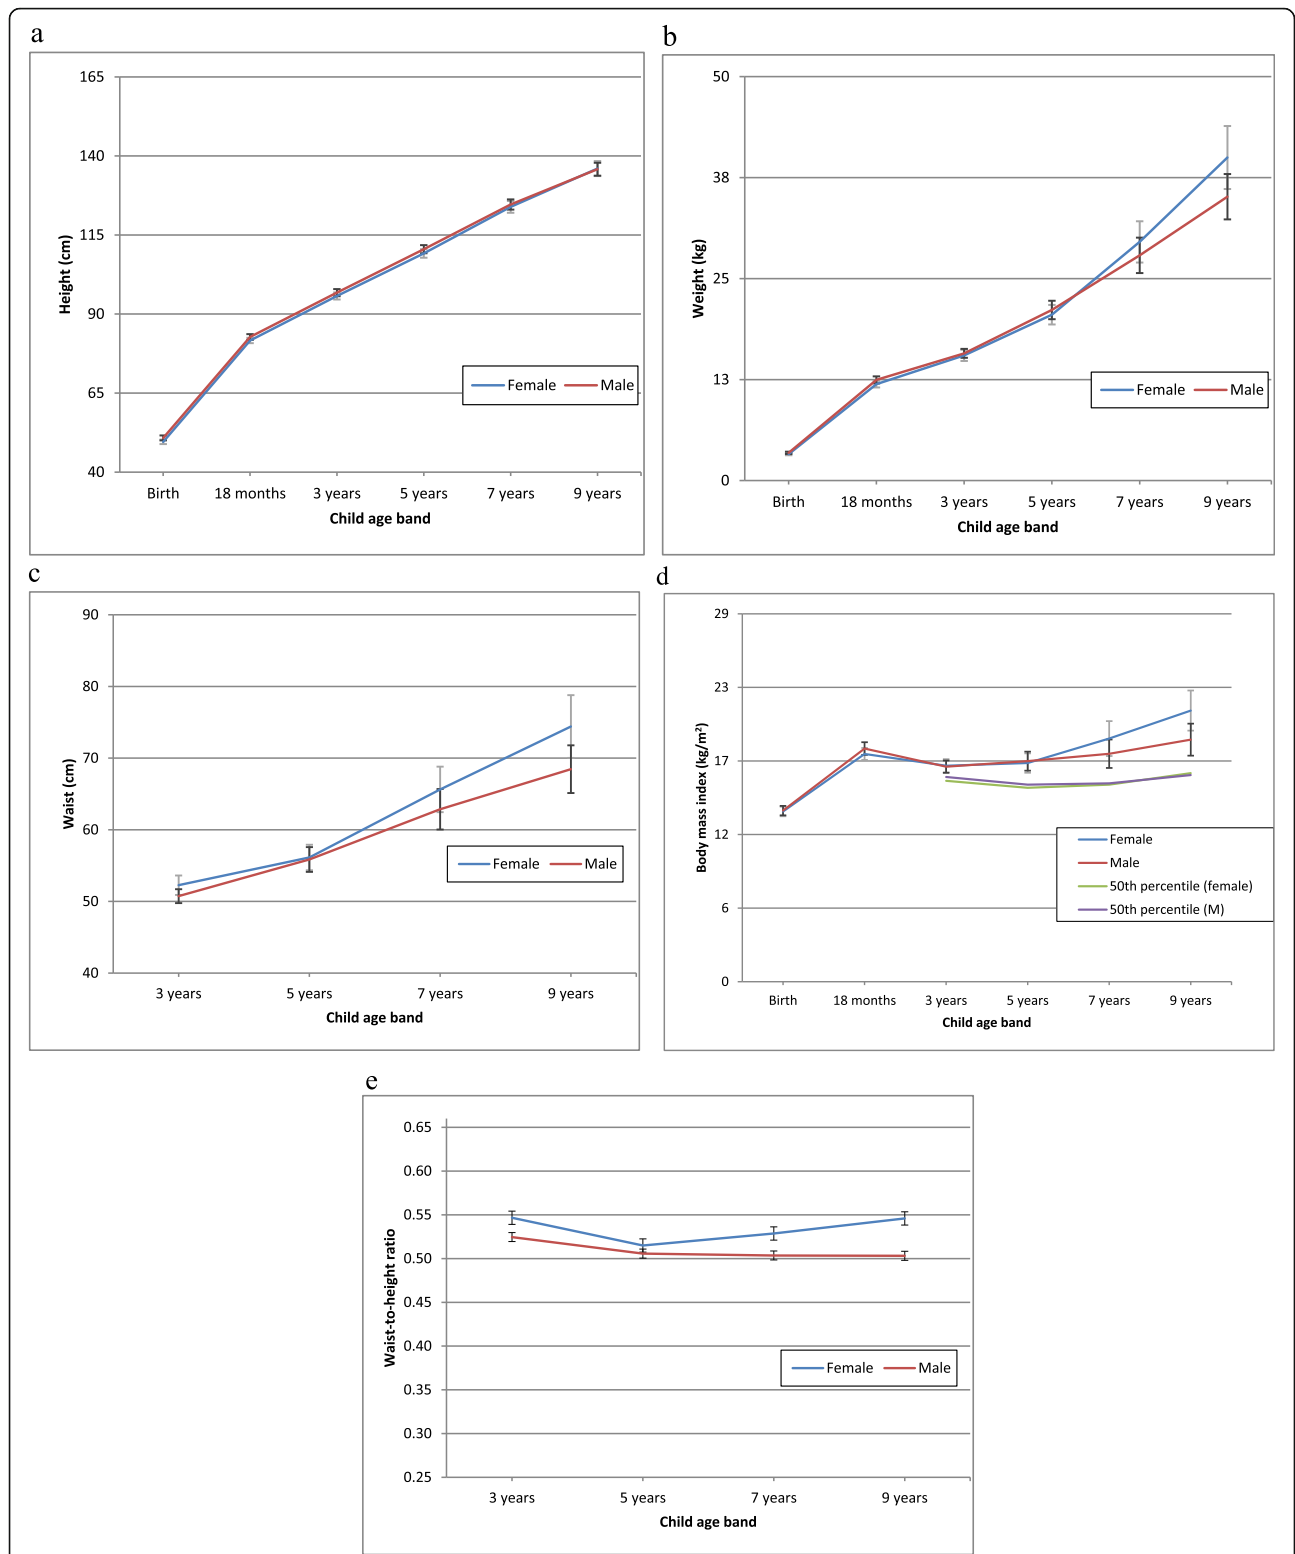 a
165
140
115
90
65
40
Height (cm)
Female Male
Birth 18 months 3 years 5 years 7 years 9 years
Child age band
b
50
38
25
13
0
Weight (kg)
Female Male
Birth 18 months 3 years 5 years 7 years 9 years
Child age band
c
90
80
70
60
50
40
Waist (cm)
Female Male
3 years 5 years 7 years 9 years
Child age band
d
29
23
17
12
6
0
Body mass index (kg/m²)
Female
Male
50th percentile (female)
50th percentile (M)
Birth 18 months 3 years 5 years 7 years 9 years
Child age band
e
0.65
0.60
0.55
0.50
0.45
0.40
0.35
0.30
0.25
Waist-to-height ratio
Female Male
3 years 5 years 7 years 9 years
Child age band